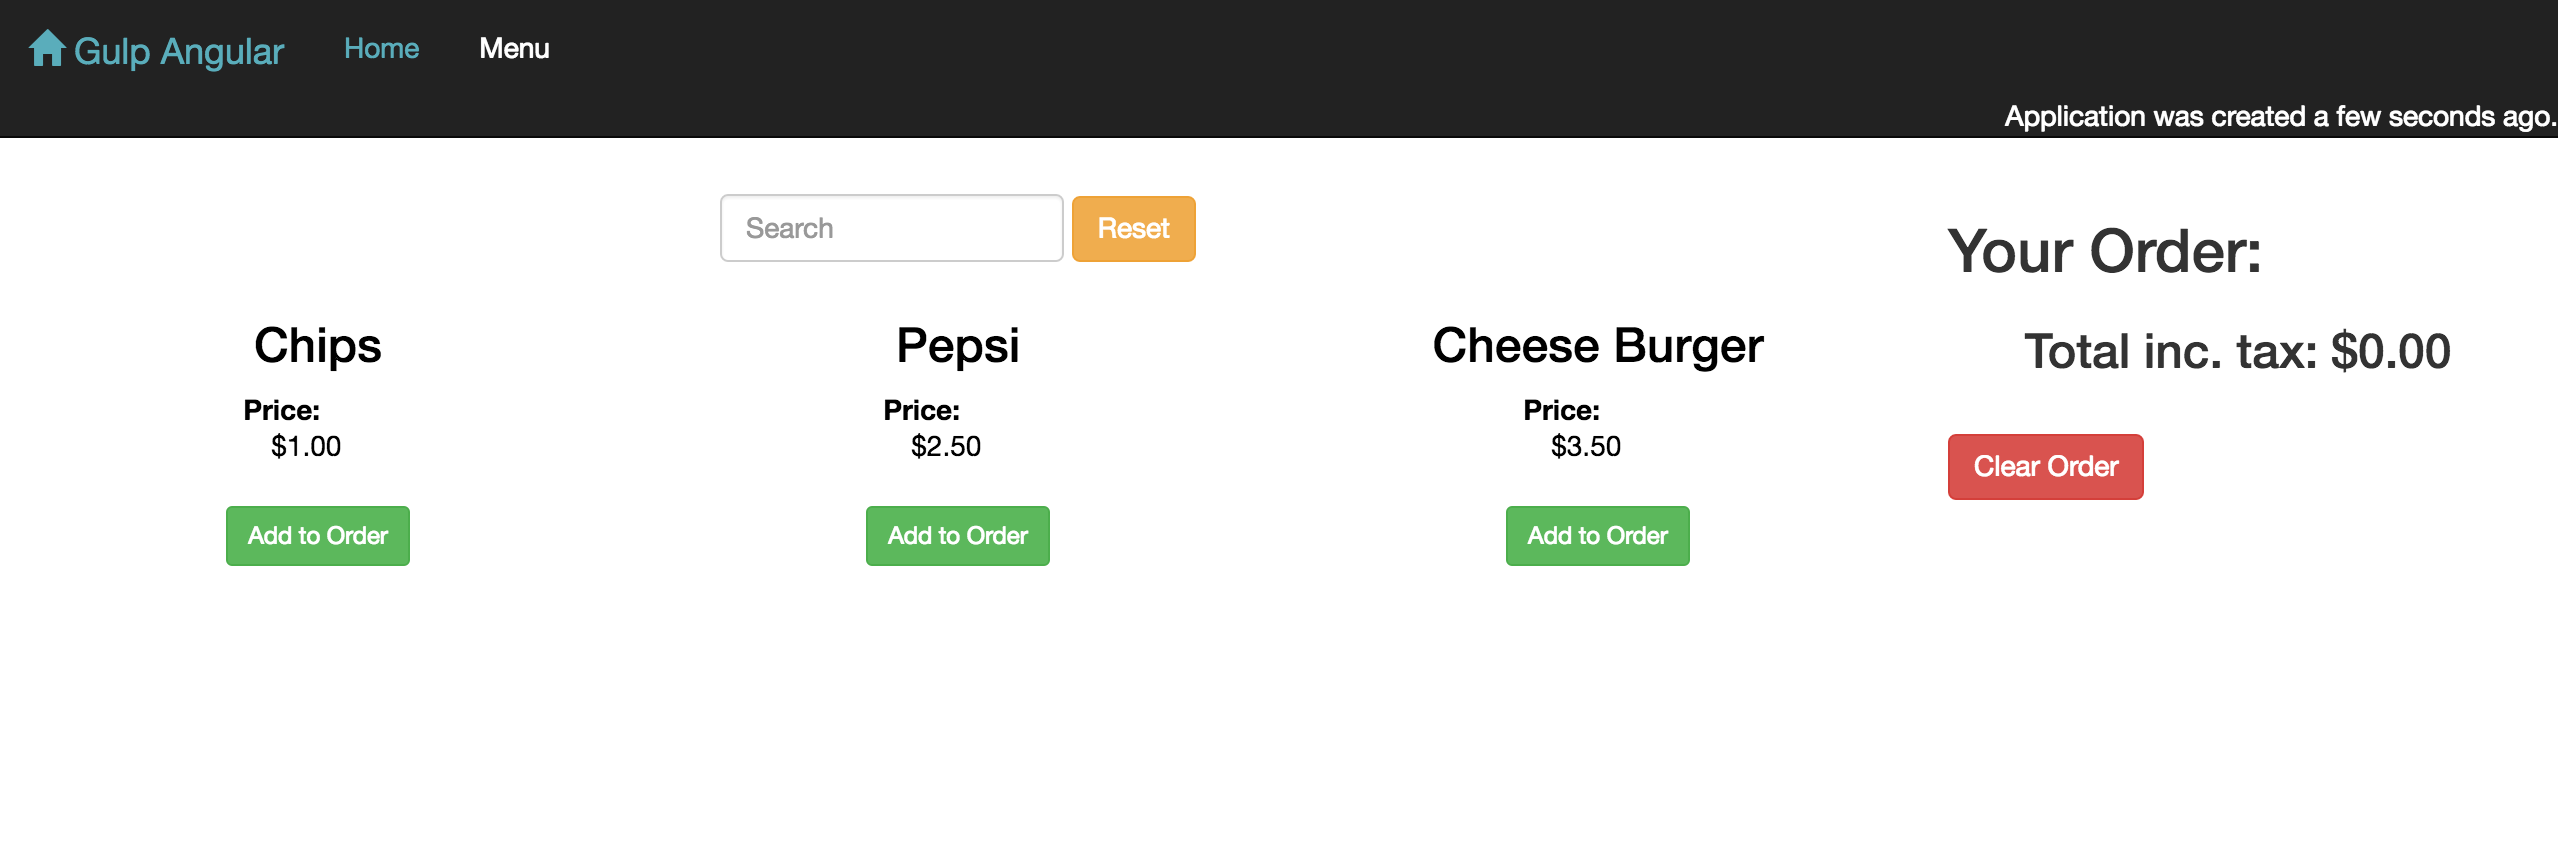 Gulp Angular Home Menu
Application was created a few seconds ago.
Search Reset
Chips
Price:
$1.00
Add to Order
Pepsi
Price:
$2.50
Add to Order
Cheese Burger
Price:
$3.50
Add to Order
Your Order:
Total inc. tax: $0.00
Clear Order